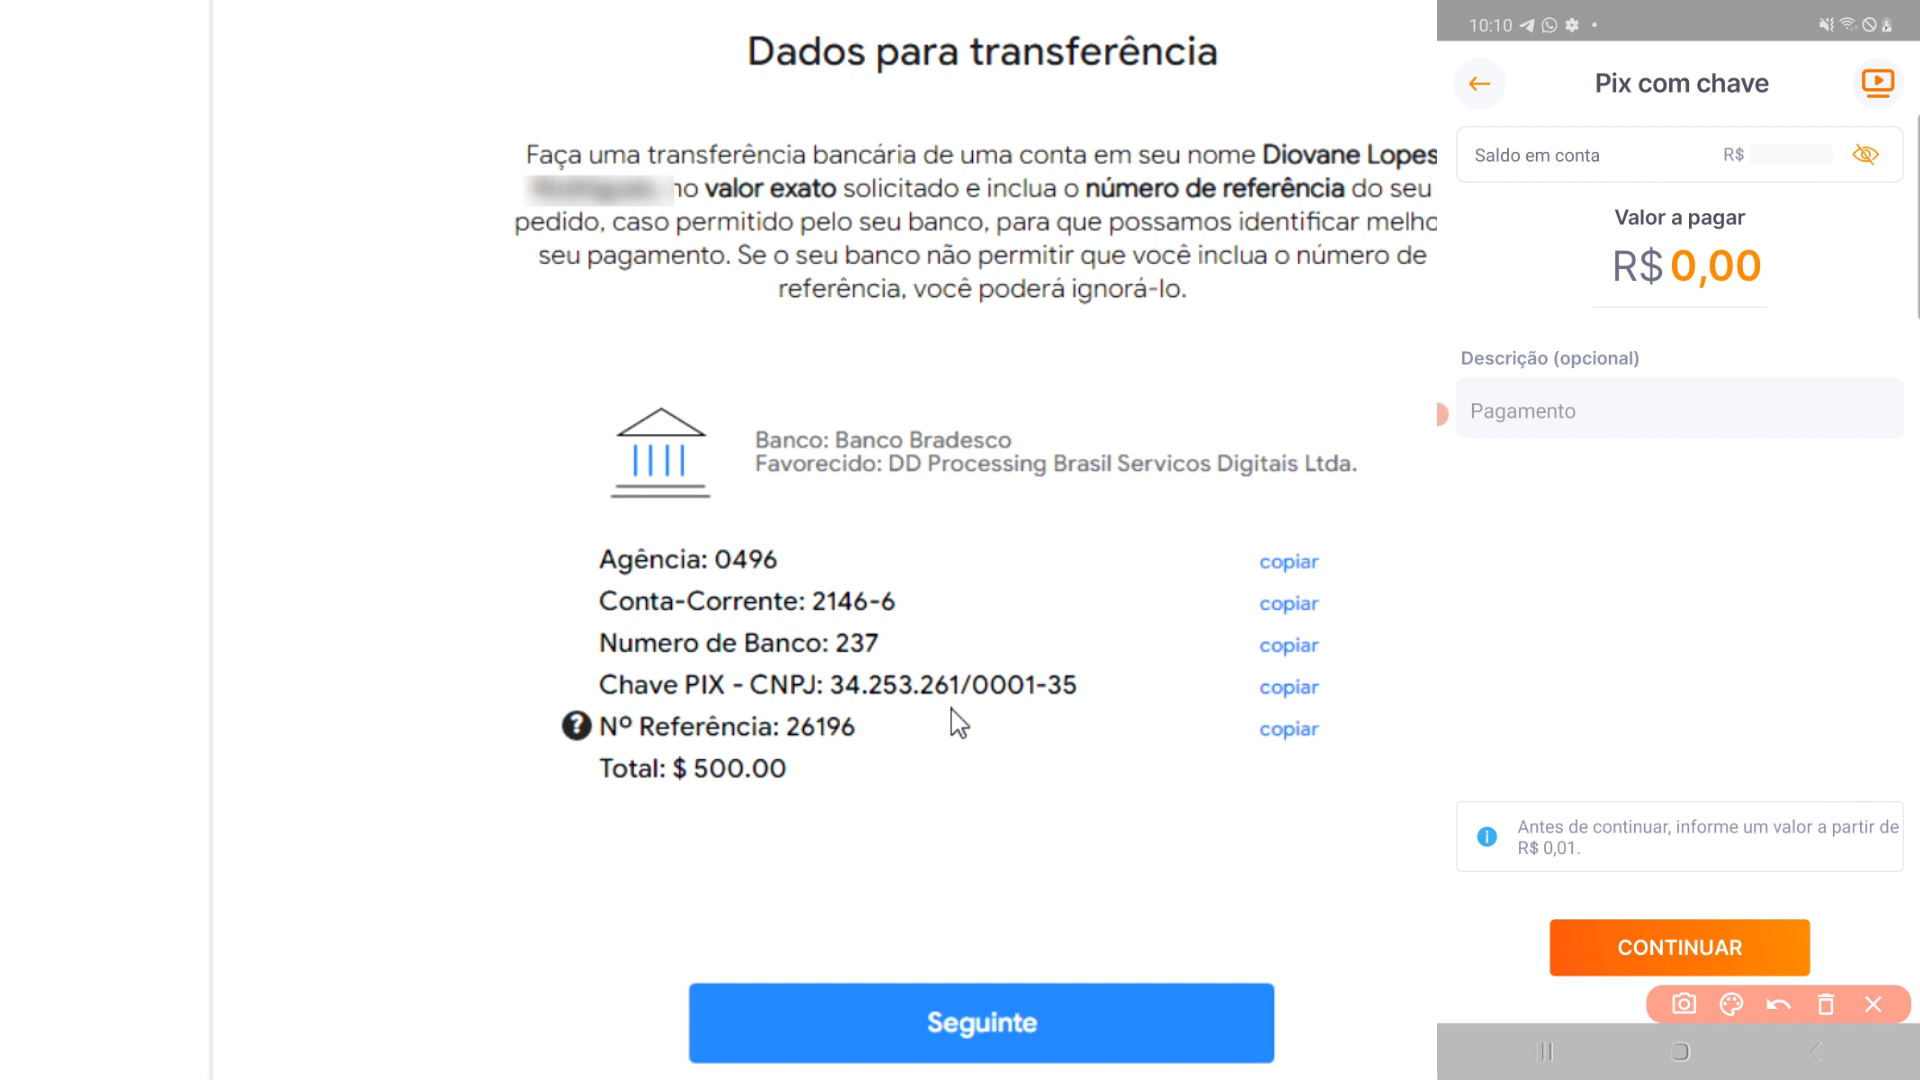 Dados para transferência
Faça uma transferência bancária de uma conta em seu nome Diovane Lopes
no valor exato solicitado e inclua o número de referência do seu
pedido, caso permitido pelo seu banco, para que possamos identificar melho
seu pagamento. Se o seu banco não permitir que você inclua o número de
referência, você poderá ignorá-lo.
Banco: Banco Bradesco
Favorecido: DD Processing Brasil Servicos Digitais Ltda.
Agência: 0496 copiar
Conta-Corrente: 2146-6 copiar
Numero de Banco: 237 copiar
Chave PIX - CNPJ: 34.253.261/0001-35 copiar
? Nº Referência: 26196 copiar
Total: $ 500.00
Seguinte
10:10
Pix com chave
Saldo em conta R$
Valor a pagar
R$ 0,00
Descrição (opcional)
Pagamento
Antes de continuar, informe um valor a partir de
R$ 0,01.
CONTINUAR